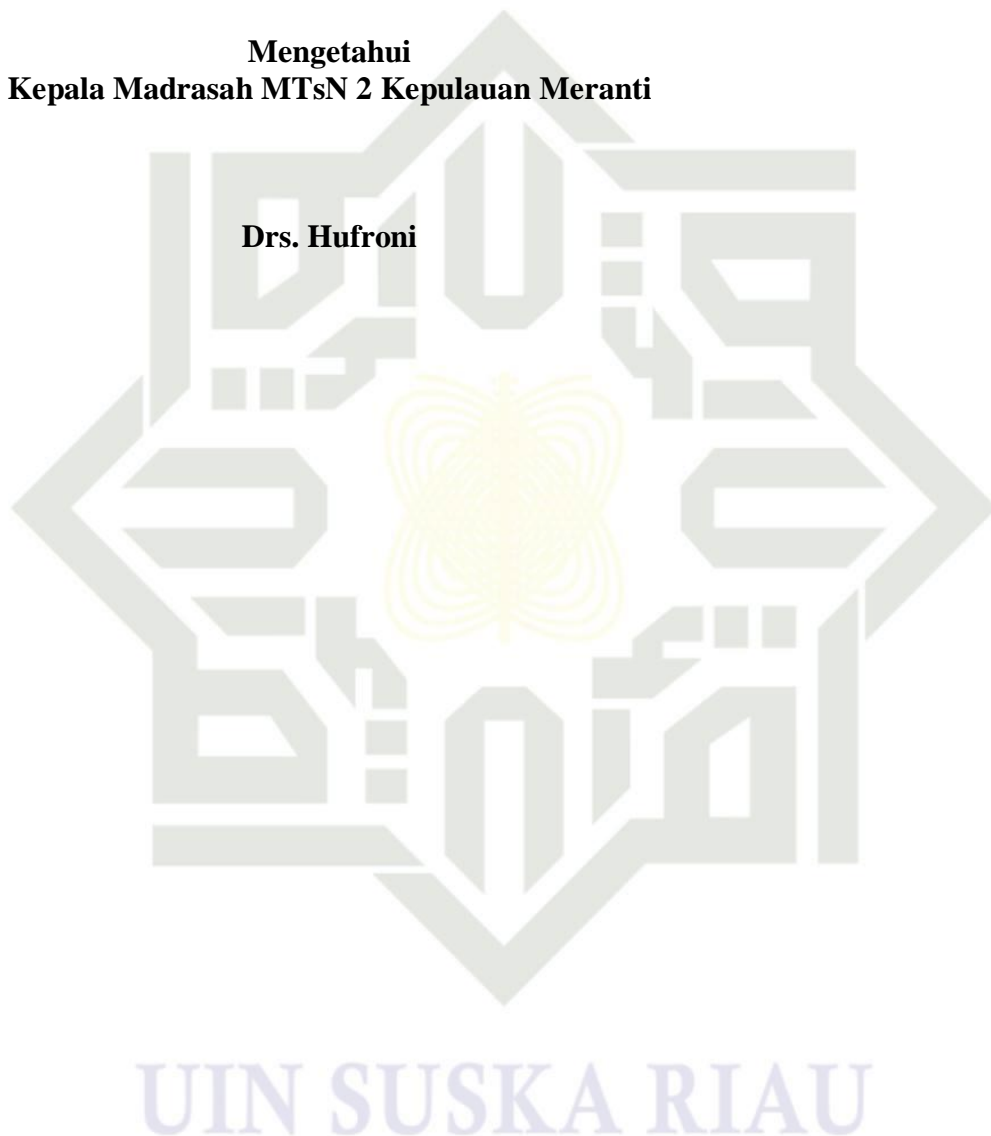 Mengetahui
Kepala Madrasah MTsN 2 Kepulauan Meranti
Drs. Hufroni
UIN SUSKA RIAU